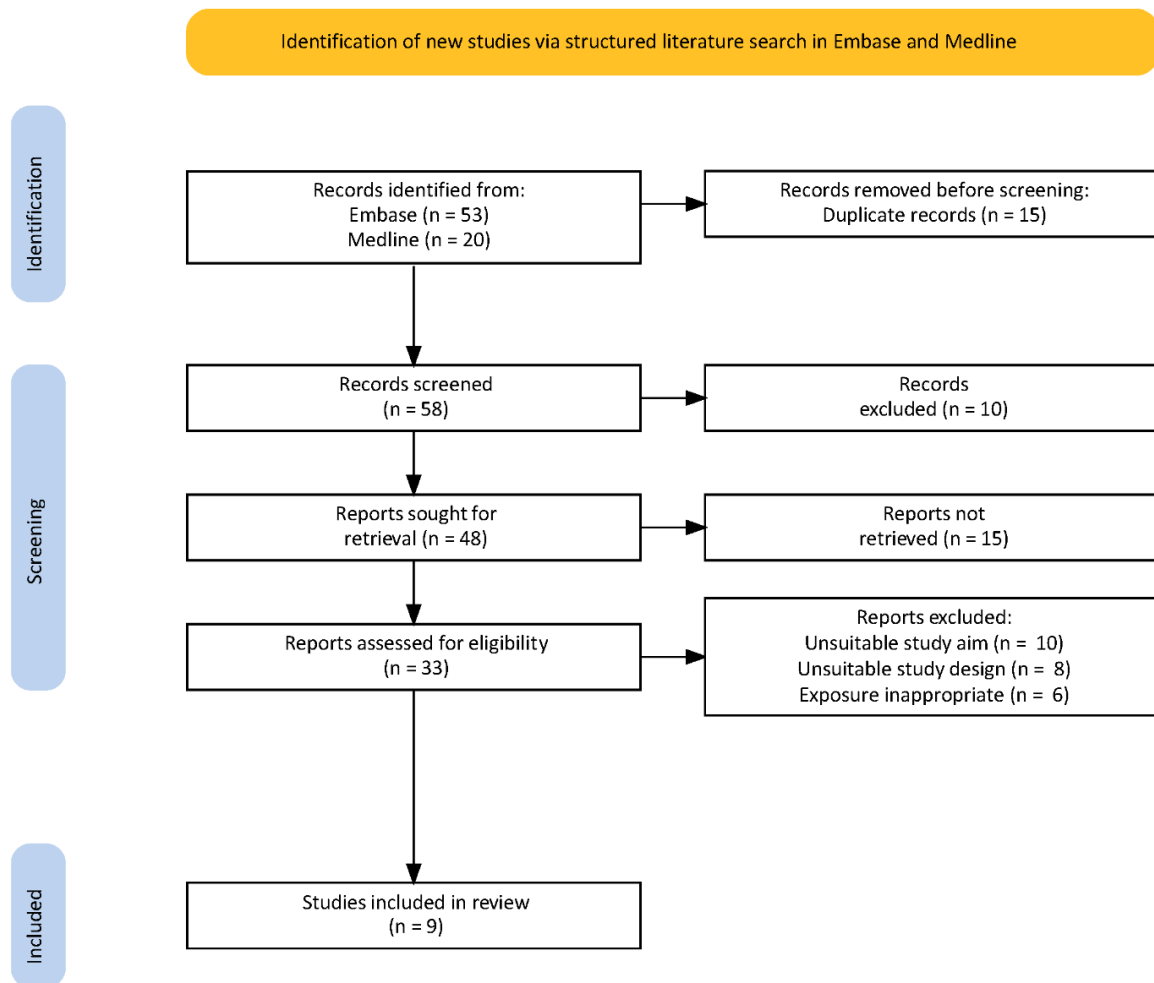 Identification of new studies via structured literature search in Embase and Medline
Identification
Records identified from:
Embase (n = 53)
Medline (n = 20)
Records removed before screening:
Duplicate records (n = 15)
Screening
Records screened
(n = 58)
Records
excluded (n = 10)
Reports sought for
retrieval (n = 48)
Reports not
retrieved (n = 15)
Reports assessed for eligibility
(n = 33)
Reports excluded:
Unsuitable study aim (n = 10)
Unsuitable study design (n = 8)
Exposure inappropriate (n = 6)
Included
Studies included in review
(n = 9)